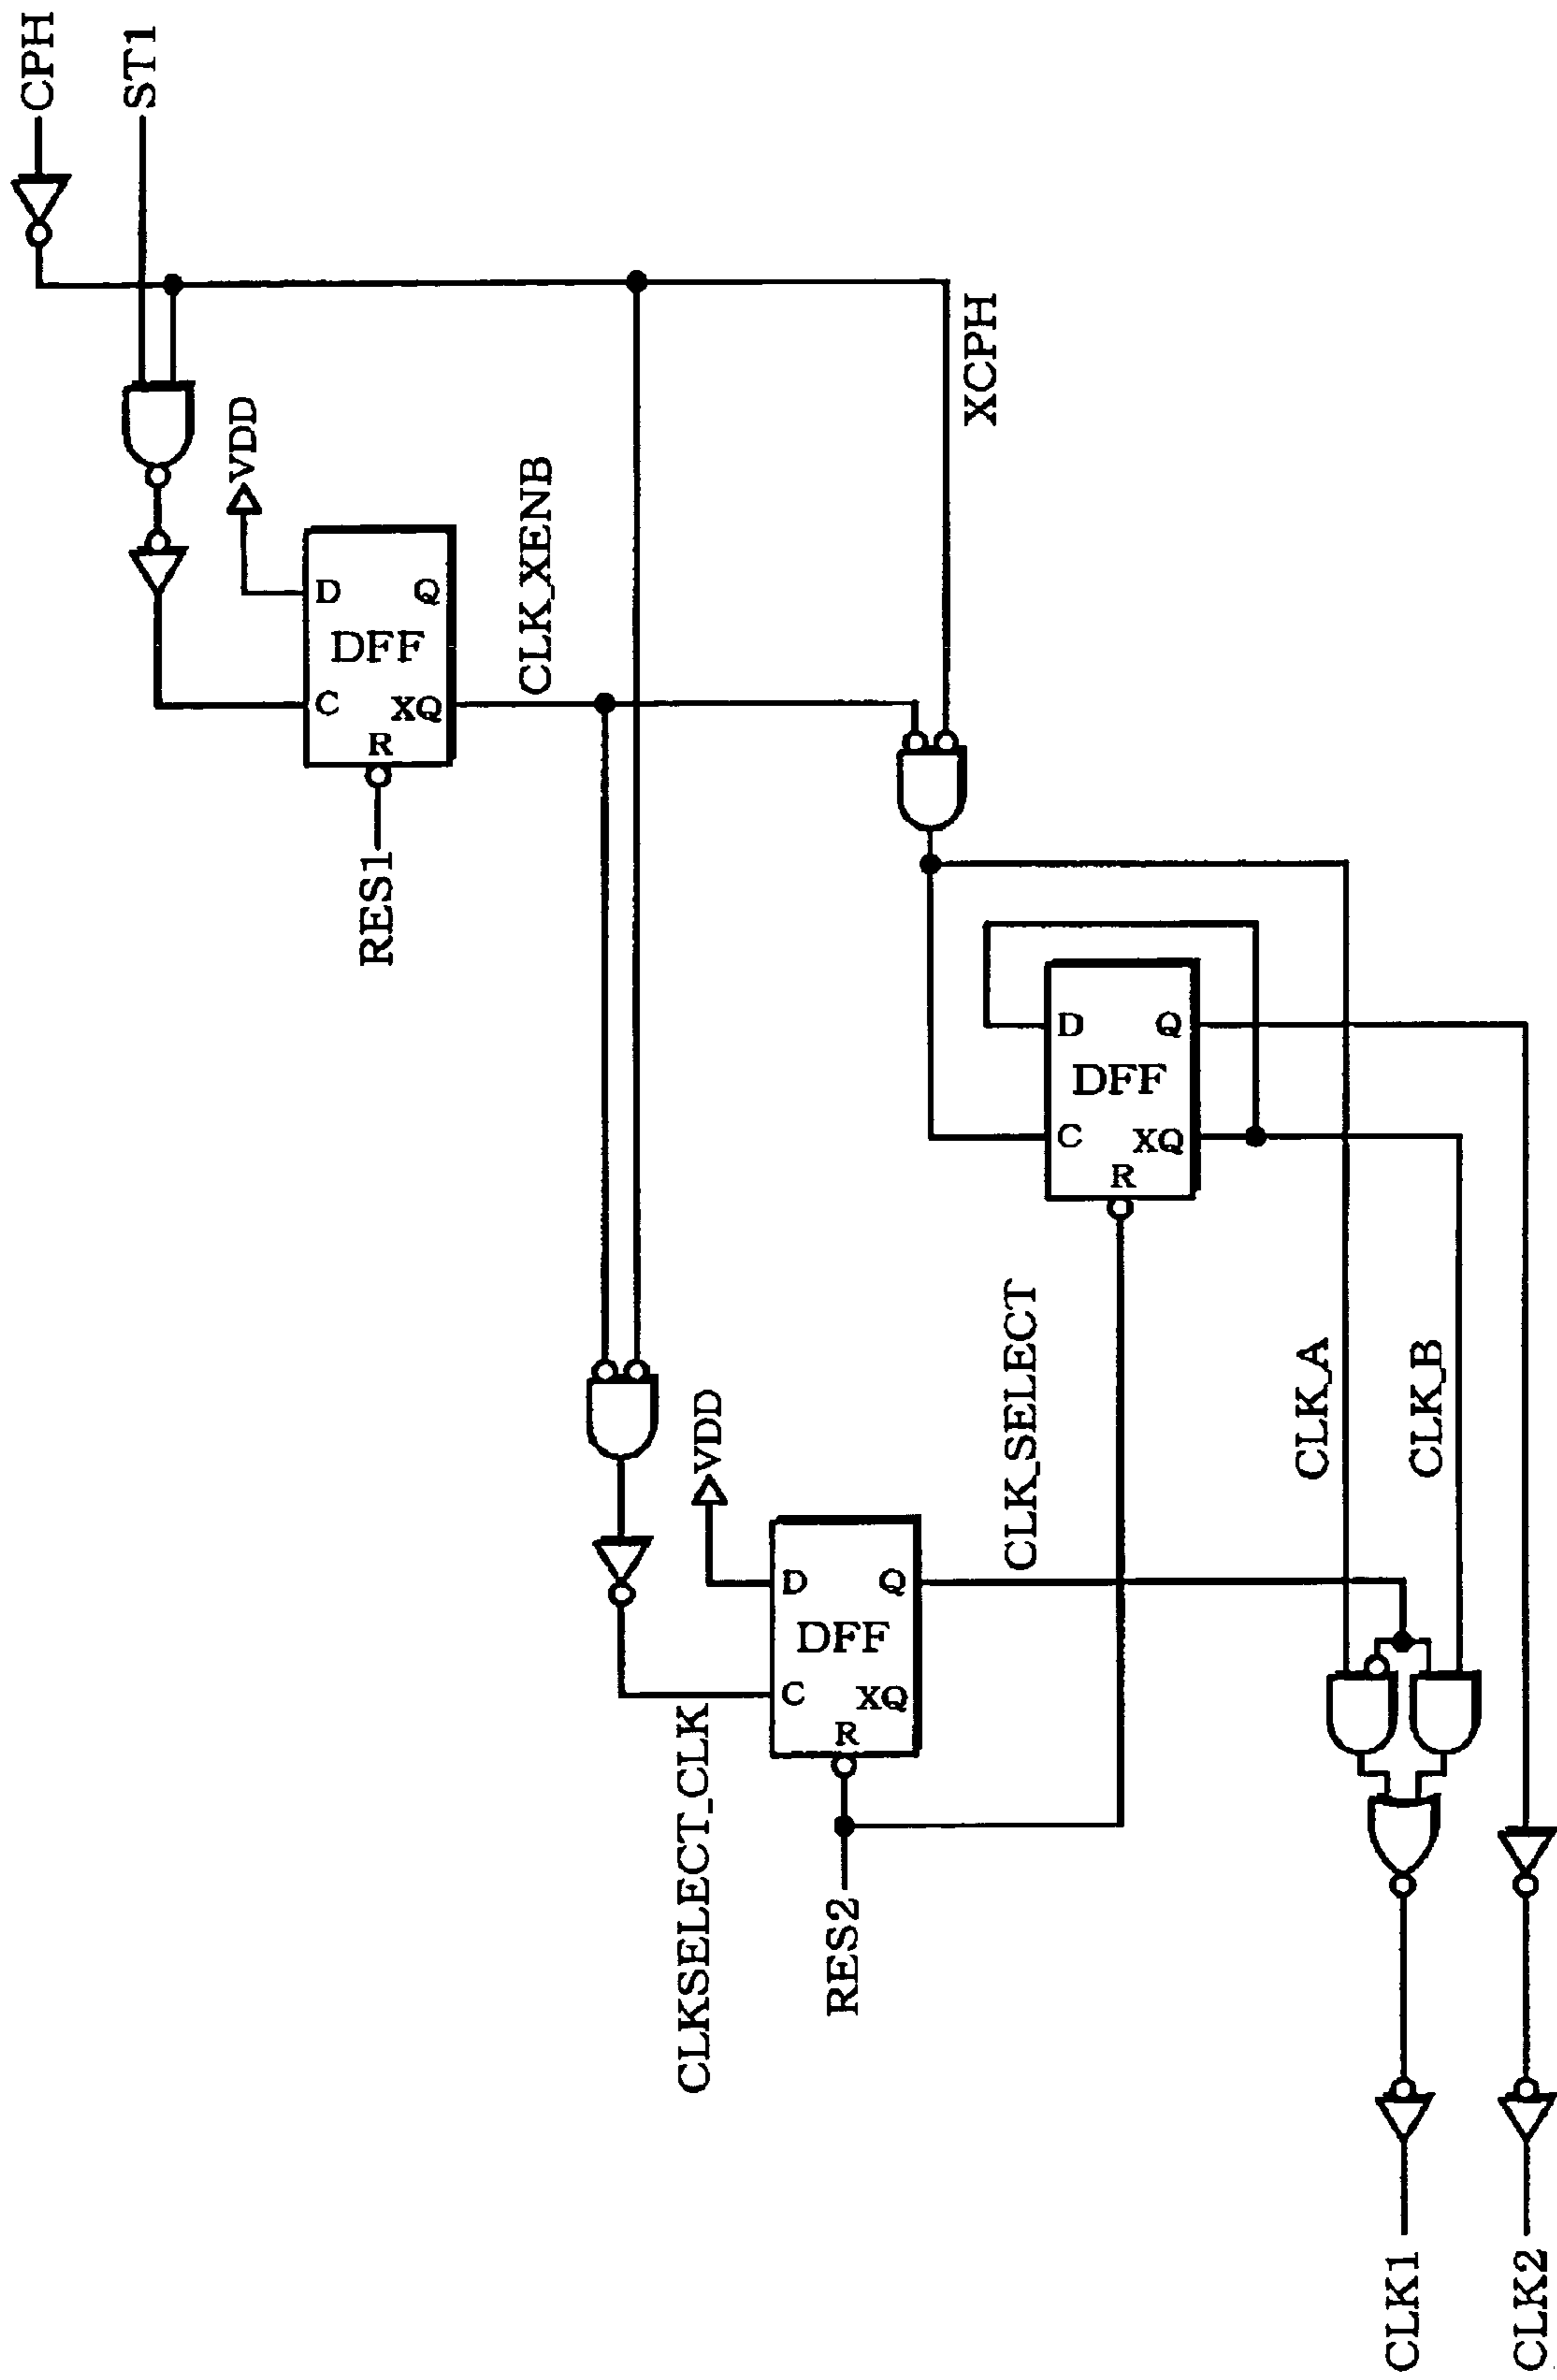 CPH
ST1
VDD
D
Q
DFF
C
XQ
R
RES1
CLK_XENB
XCPH
D
Q
DFF
C
XQ
R
VDD
D
Q
DFF
C
XQ
R
RES2
CLKSELECT_CLK
CLK_SELECT
CLK_A
CLK_B
CLK1
CLK2